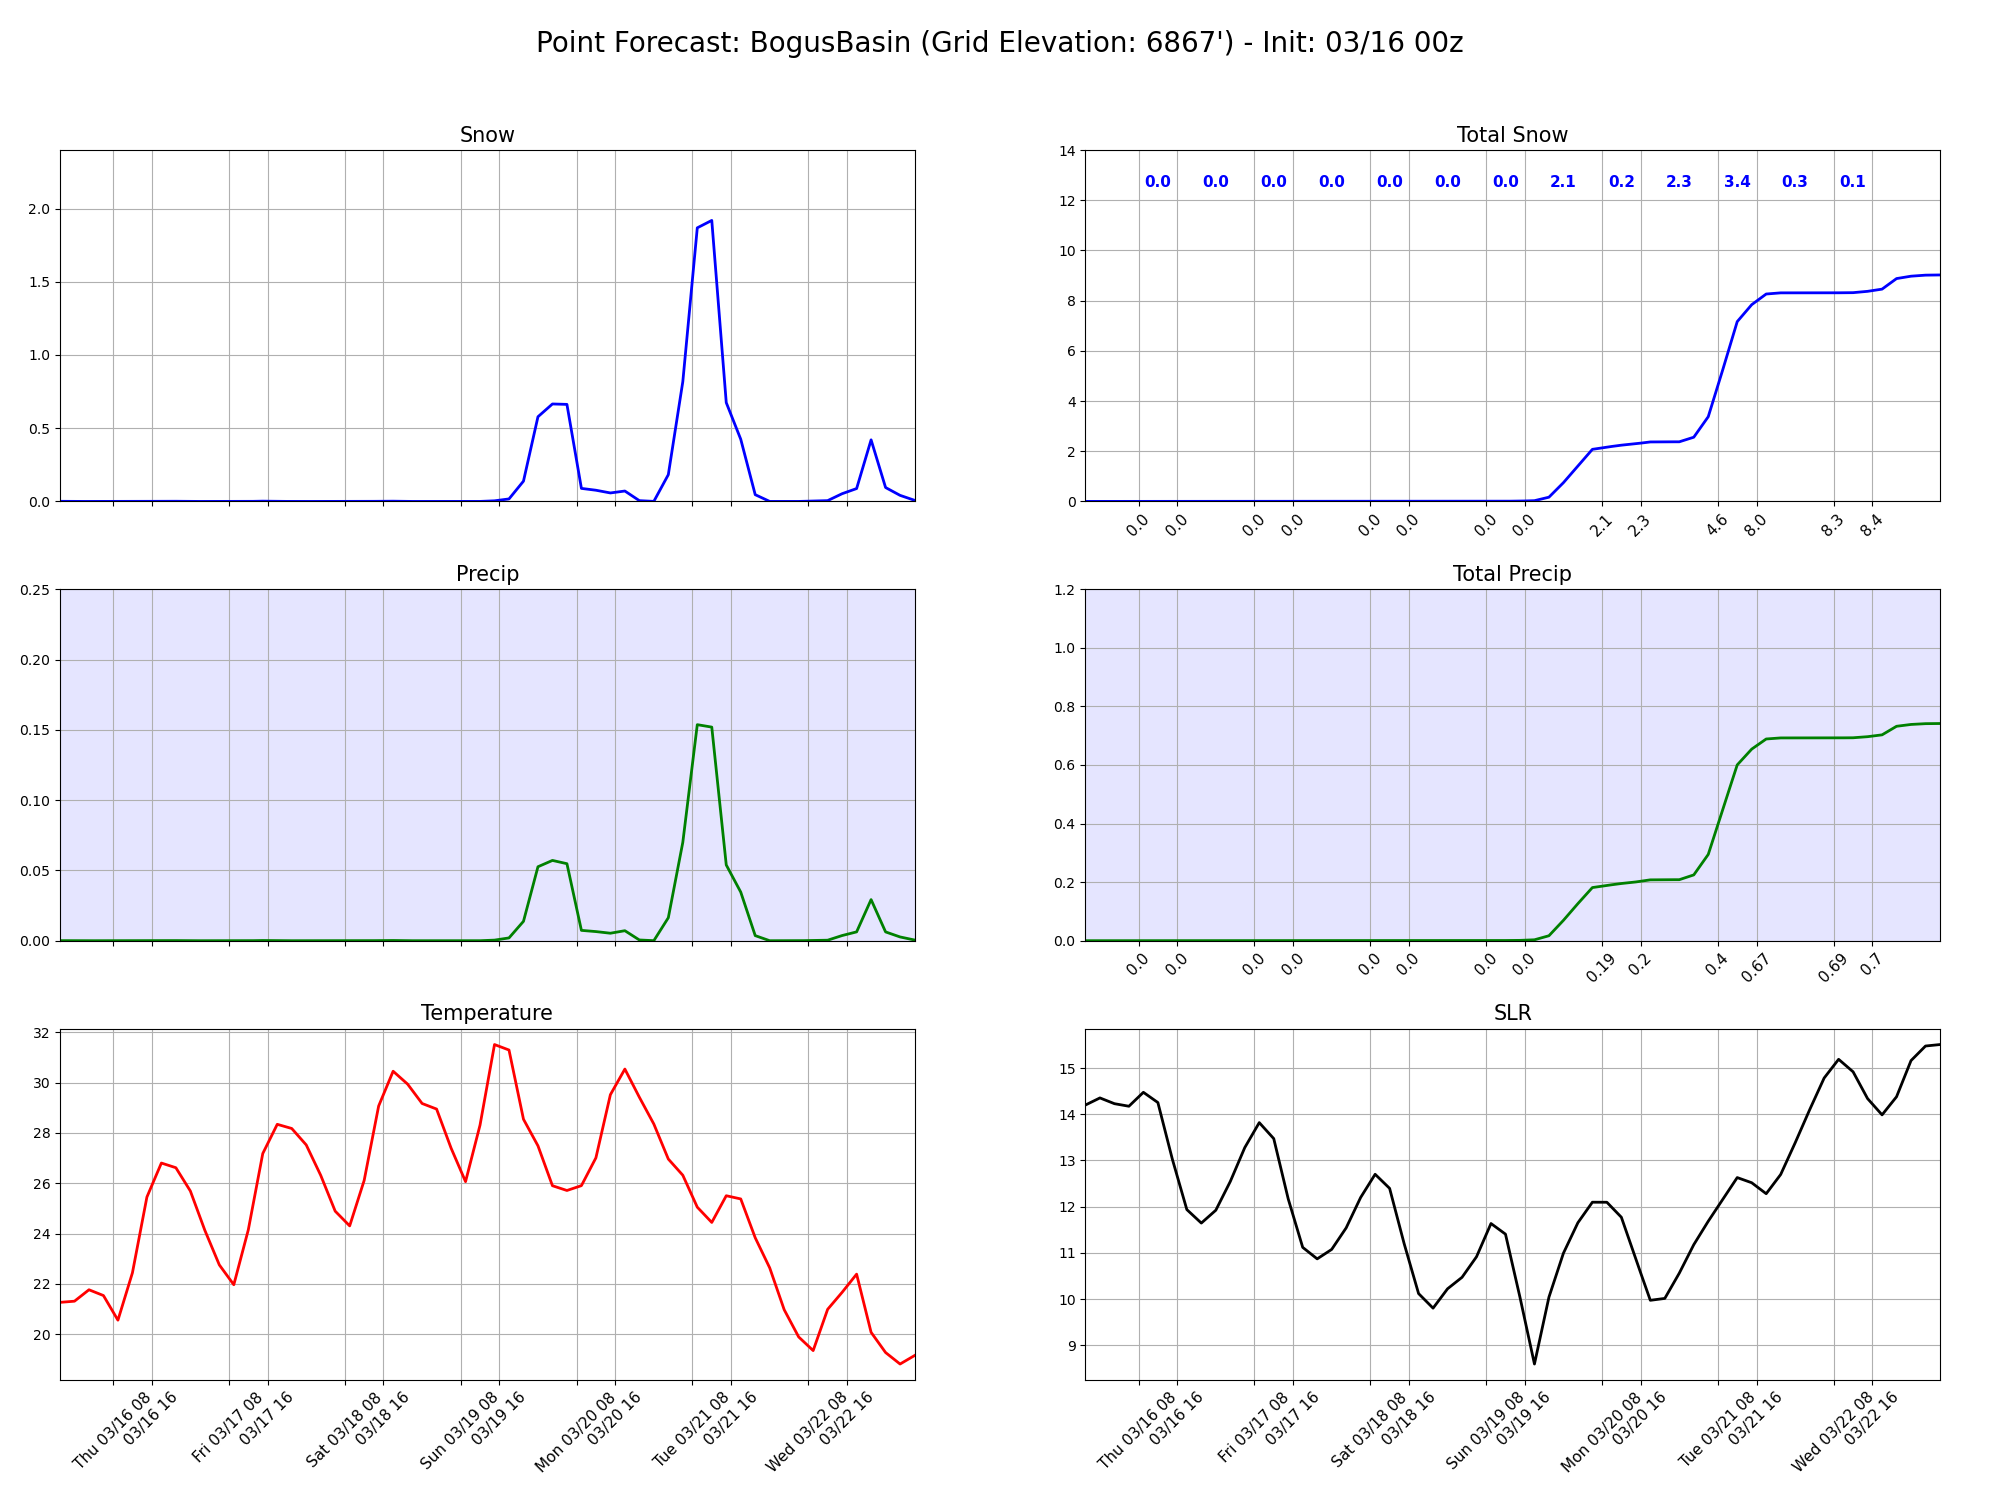 Point Forecast: BogusBasin (Grid Elevation: 6867') - Init: 03/16 00z
Snow
2.0
1.5
1.0
0.5
0.0
Total Snow
14
12
10
8
6
4
2
0
0.0 0.0 0.0 0.0 0.0 0.0 0.0 2.1 0.2 2.3 3.4 0.3 0.1
0.0 0.0 0.0 0.0 0.0 0.0 0.0 0.0 2.1 2.3 4.6 8.0 8.3 8.4
Precip
0.25
0.20
0.15
0.10
0.05
0.00
Total Precip
1.2
1.0
0.8
0.6
0.4
0.2
0.0
0.0 0.0 0.0 0.0 0.0 0.0 0.0 0.0 0.19 0.2 0.4 0.67 0.69 0.7
Temperature
32
30
28
26
24
22
20
Thu 03/16 08
03/16 16
Fri 03/17 08
03/17 16
Sat 03/18 08
03/18 16
Sun 03/19 08
03/19 16
Mon 03/20 08
03/20 16
Tue 03/21 08
03/21 16
Wed 03/22 08
03/22 16
SLR
15
14
13
12
11
10
9
Thu 03/16 08
03/16 16
Fri 03/17 08
03/17 16
Sat 03/18 08
03/18 16
Sun 03/19 08
03/19 16
Mon 03/20 08
03/20 16
Tue 03/21 08
03/21 16
Wed 03/22 08
03/22 16